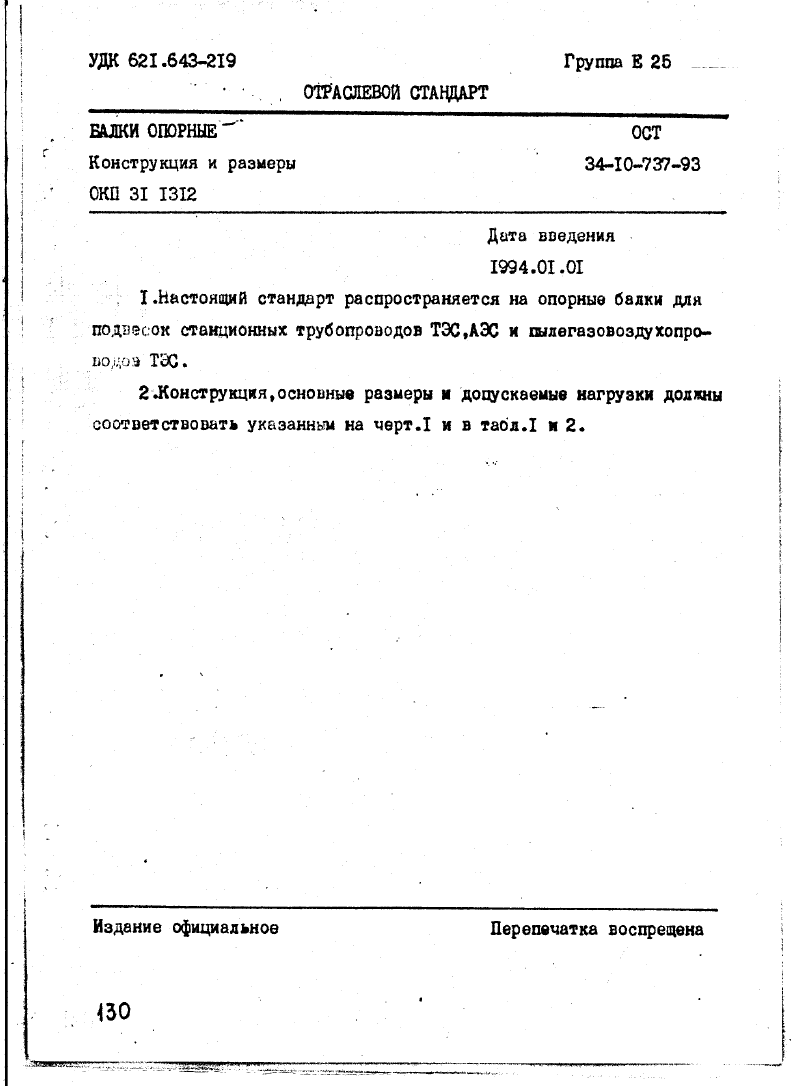 УДК 621.643-219 Группа Е 25
ОТРАСЛЕВОЙ СТАНДАРТ
БАЛКИ ОПОРНЫЕ ОСТ
Конструкция и размеры 34-10-737-93
ОКП 31 1312
Дата введения
1994.01.01
1.Настоящий стандарт распространяется на опорные балки для
подвесок станционных трубопроводов ТЭС,АЭС и пылегазовоздухопро-
водов ТЭС.
2.Конструкция,основные размеры и допускаемые нагрузки должны
соответствовать указанным на черт.1 и в табл.1 и 2.
Издание официальное Перепечатка воспрещена
130